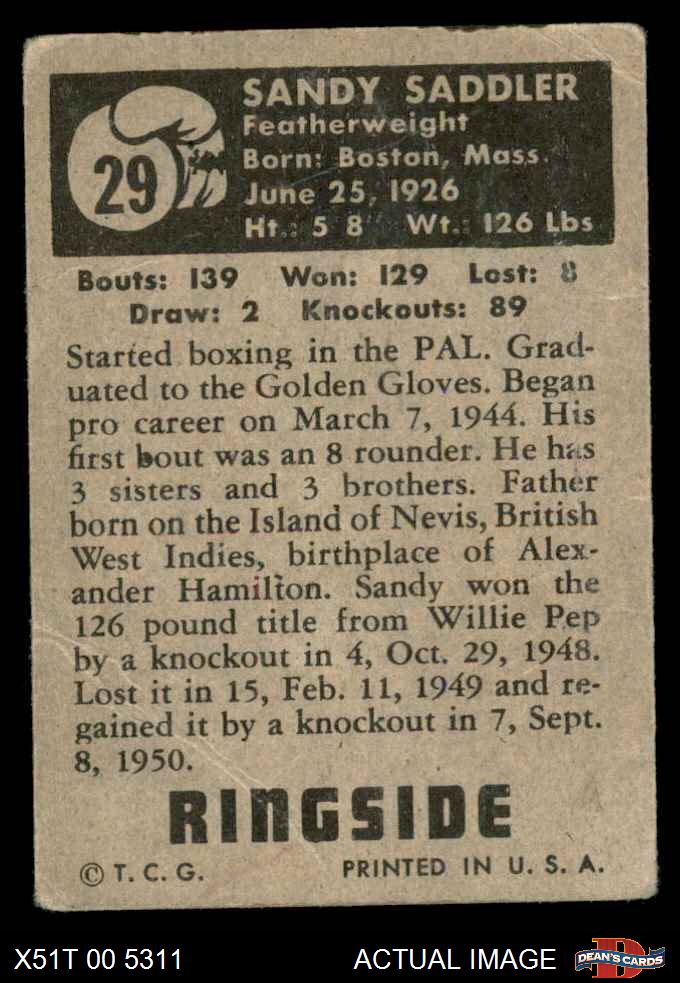 29
SANDY SADDLER
Featherweight
Born: Boston, Mass.
June 25, 1926
Ht.: 5 8" Wt.: 126 Lbs
Bouts: 139 Won: 129 Lost: 8
Draw: 2 Knockouts: 89
Started boxing in the PAL. Grad-
uated to the Golden Gloves. Began
pro career on March 7, 1944. His
first bout was an 8 rounder. He has
3 sisters and 3 brothers. Father
born on the Island of Nevis, British
West Indies, birthplace of Alex-
ander Hamilton. Sandy won the
126 pound title from Willie Pep
by a knockout in 4, Oct. 29, 1948.
Lost it in 15, Feb. 11, 1949 and re-
gained it by a knockout in 7, Sept.
8, 1950.
RINGSIDE
© T. C. G. PRINTED IN U. S. A.
X51T 00 5311 ACTUAL IMAGE D DEAN'S CARDS